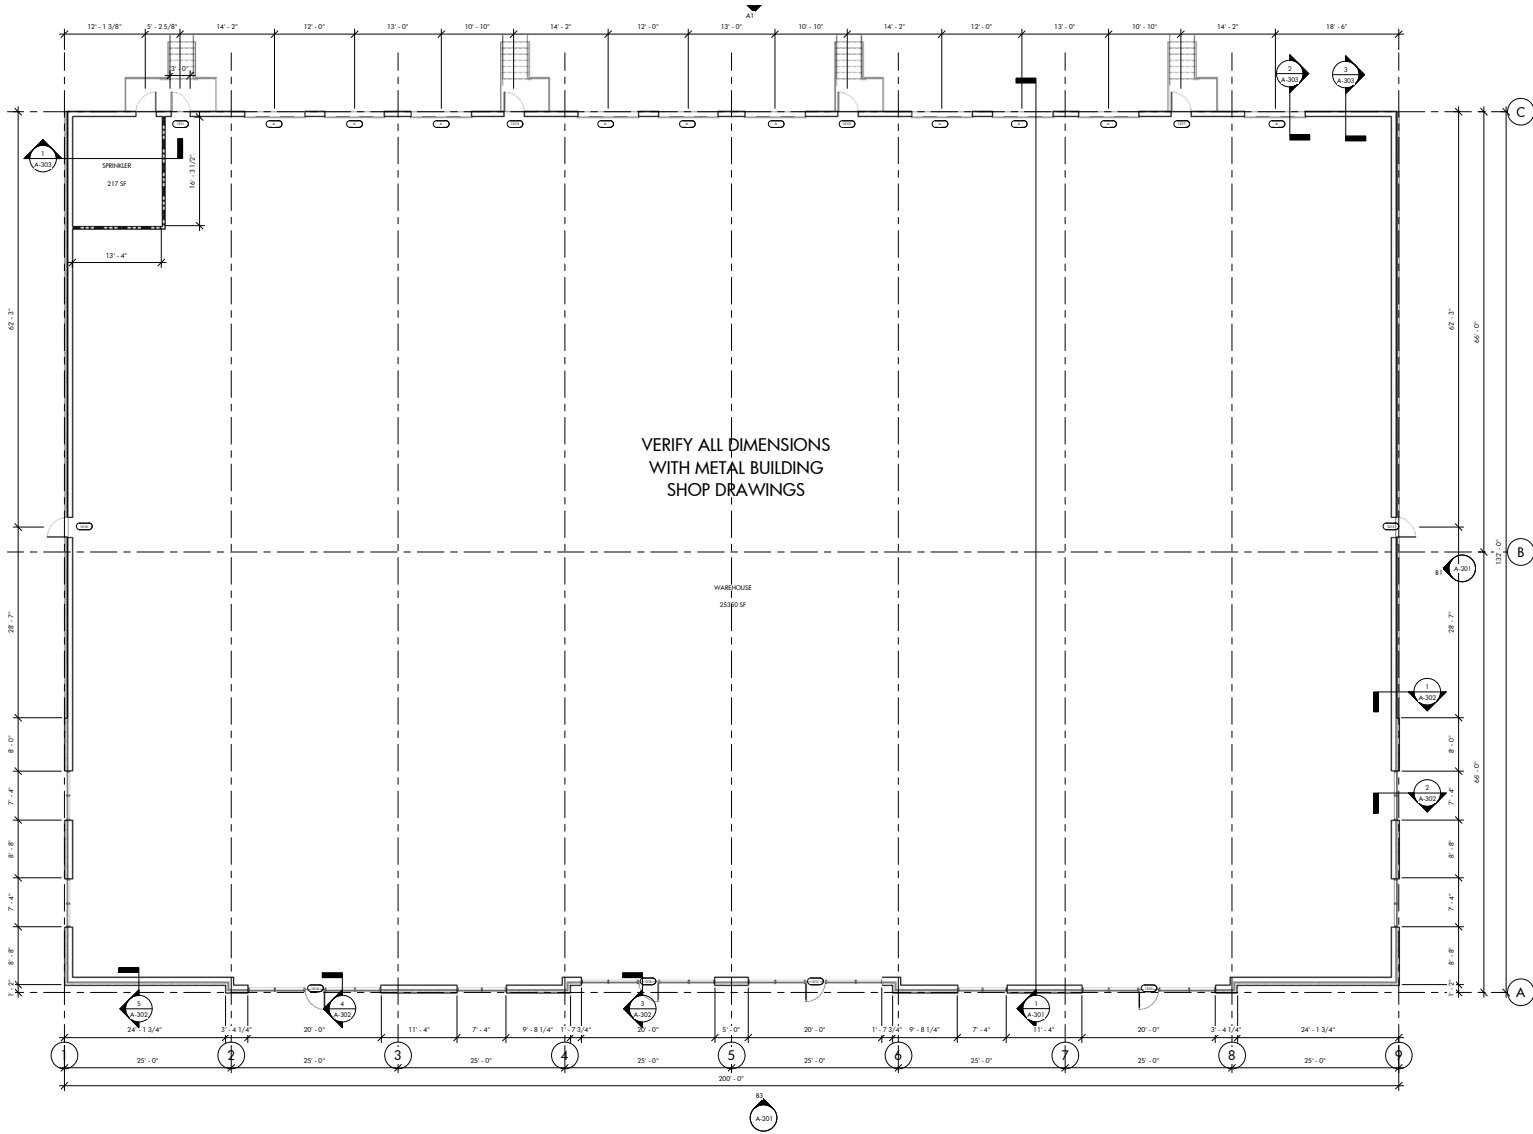 A1
12' - 1 3/8" 5' - 2 5/8" 14' - 2" 12' - 0" 13' - 0" 10' - 10" 14' - 2" 12' - 0" 13' - 0" 10' - 10" 14' - 2" 12' - 0" 13' - 0" 10' - 10" 14' - 2" 18' - 6"
3' - 0"
2
A-303
3
A-303
C
1
A-303
SPRINKLER
217 SF
16' - 3 1/2"
13' - 4"
62' - 3"
62' - 3"
66' - 0"
VERIFY ALL DIMENSIONS
WITH METAL BUILDING
SHOP DRAWINGS
132' - 0"
B
B1
A-201
WAREHOUSE
25360 SF
28' - 7"
28' - 7"
1
A-302
8' - 0"
8' - 0"
66' - 0"
2
A-302
7' - 4"
7' - 4"
8' - 8"
8' - 8"
7' - 4"
7' - 4"
8' - 8"
8' - 8"
1' - 2"
1' - 2"
A
5
A-302
4
A-302
3
A-302
1
A-301
24' - 1 3/4" 3' - 4 1/4" 20' - 0" 11' - 4" 7' - 4" 9' - 8 1/4" 1' - 7 3/4" 20' - 0" 5' - 0" 20' - 0" 1' - 7 3/4" 9' - 8 1/4" 7' - 4" 11' - 4" 20' - 0" 3' - 4 1/4" 24' - 1 3/4"
1 2 3 4 5 6 7 8 9
25' - 0" 25' - 0" 25' - 0" 25' - 0" 25' - 0" 25' - 0" 25' - 0" 25' - 0"
200' - 0"
B3
A-201